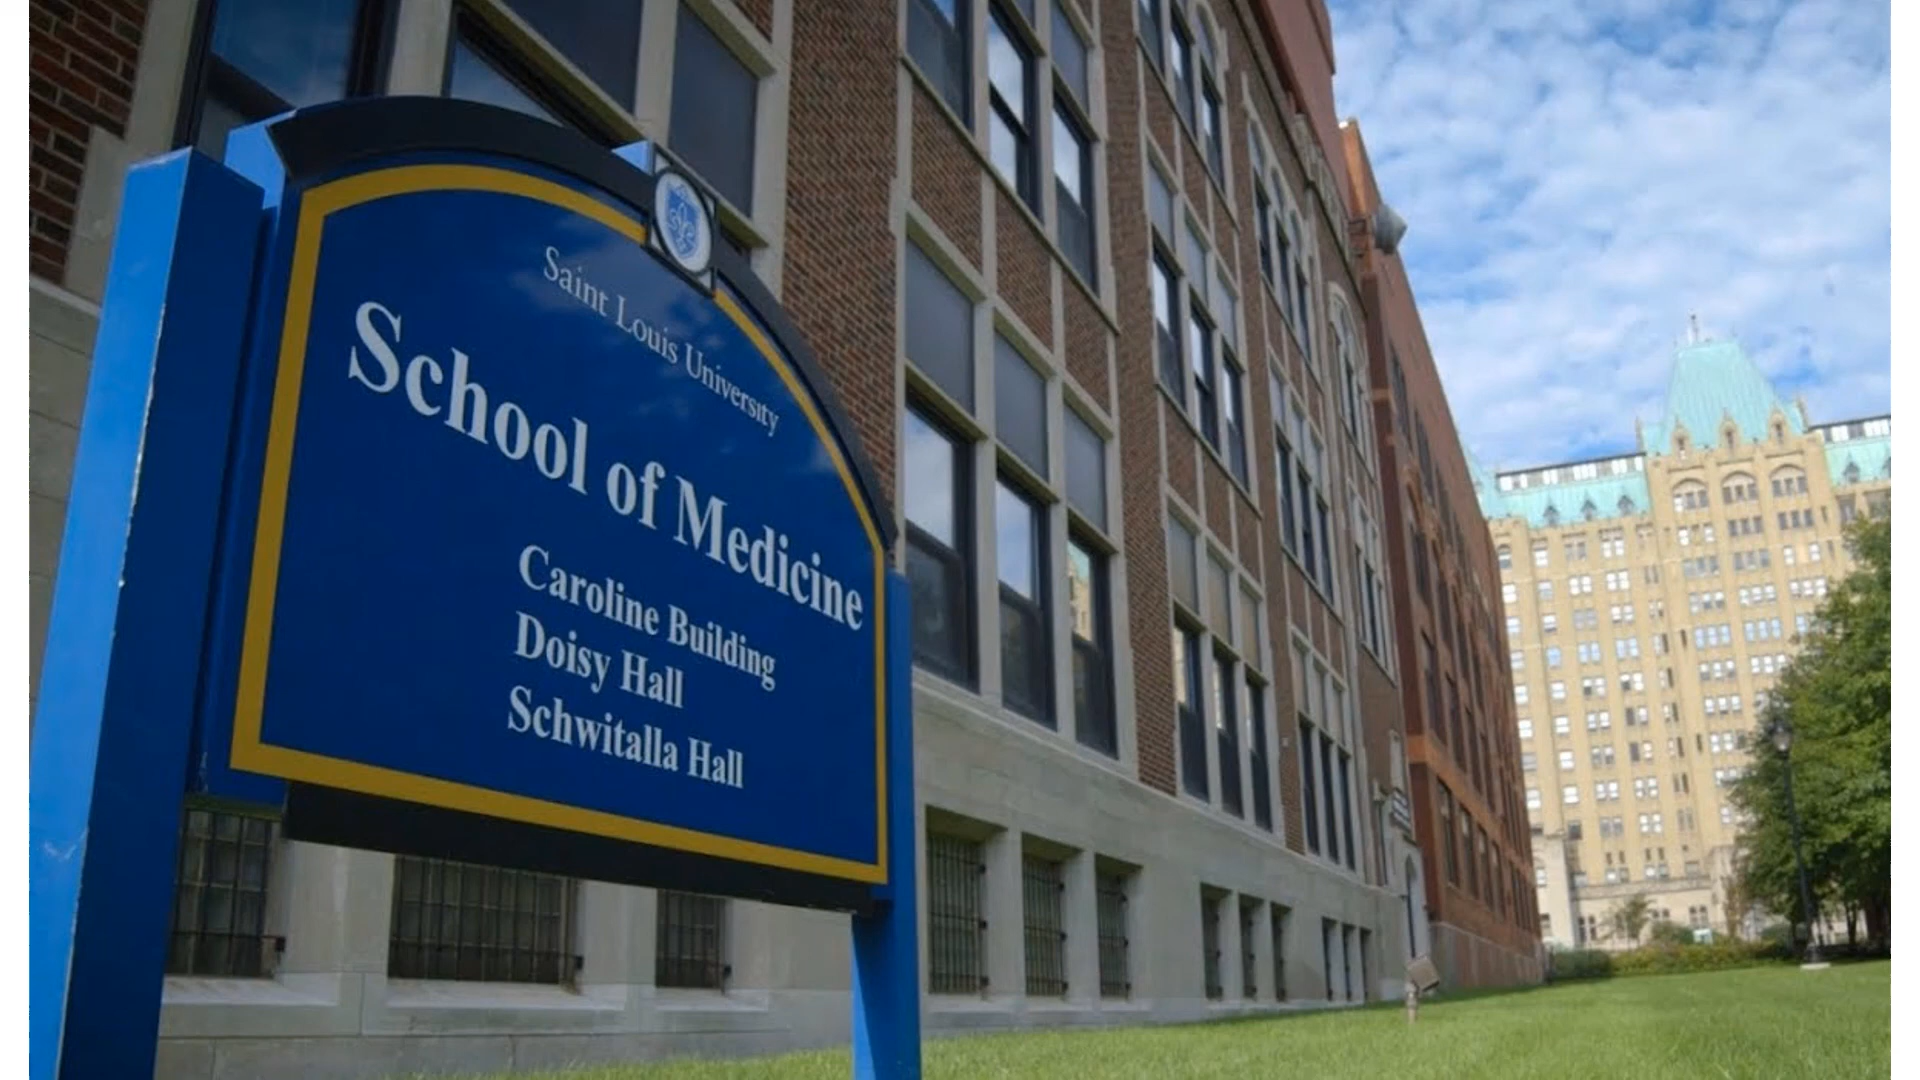 Saint Louis University
School of Medicine
Caroline Building
Doisy Hall
Schwitalla Hall